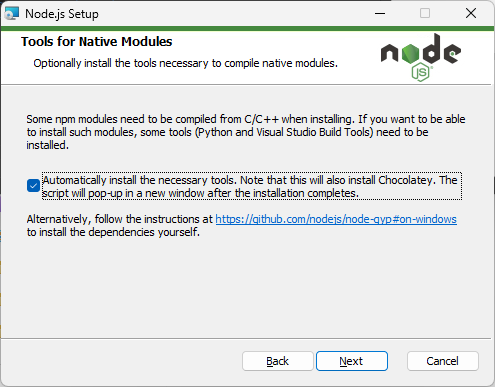 Node.js Setup
Tools for Native Modules
Optionally install the tools necessary to compile native modules.
node
JS
Some npm modules need to be compiled from C/C++ when installing. If you want to be able
to install such modules, some tools (Python and Visual Studio Build Tools) need to be
installed.
Automatically install the necessary tools. Note that this will also install Chocolatey. The
script will pop-up in a new window after the installation completes.
Alternatively, follow the instructions at https://github.com/nodejs/node-gyp#on-windows
to install the dependencies yourself.
Back
Next
Cancel